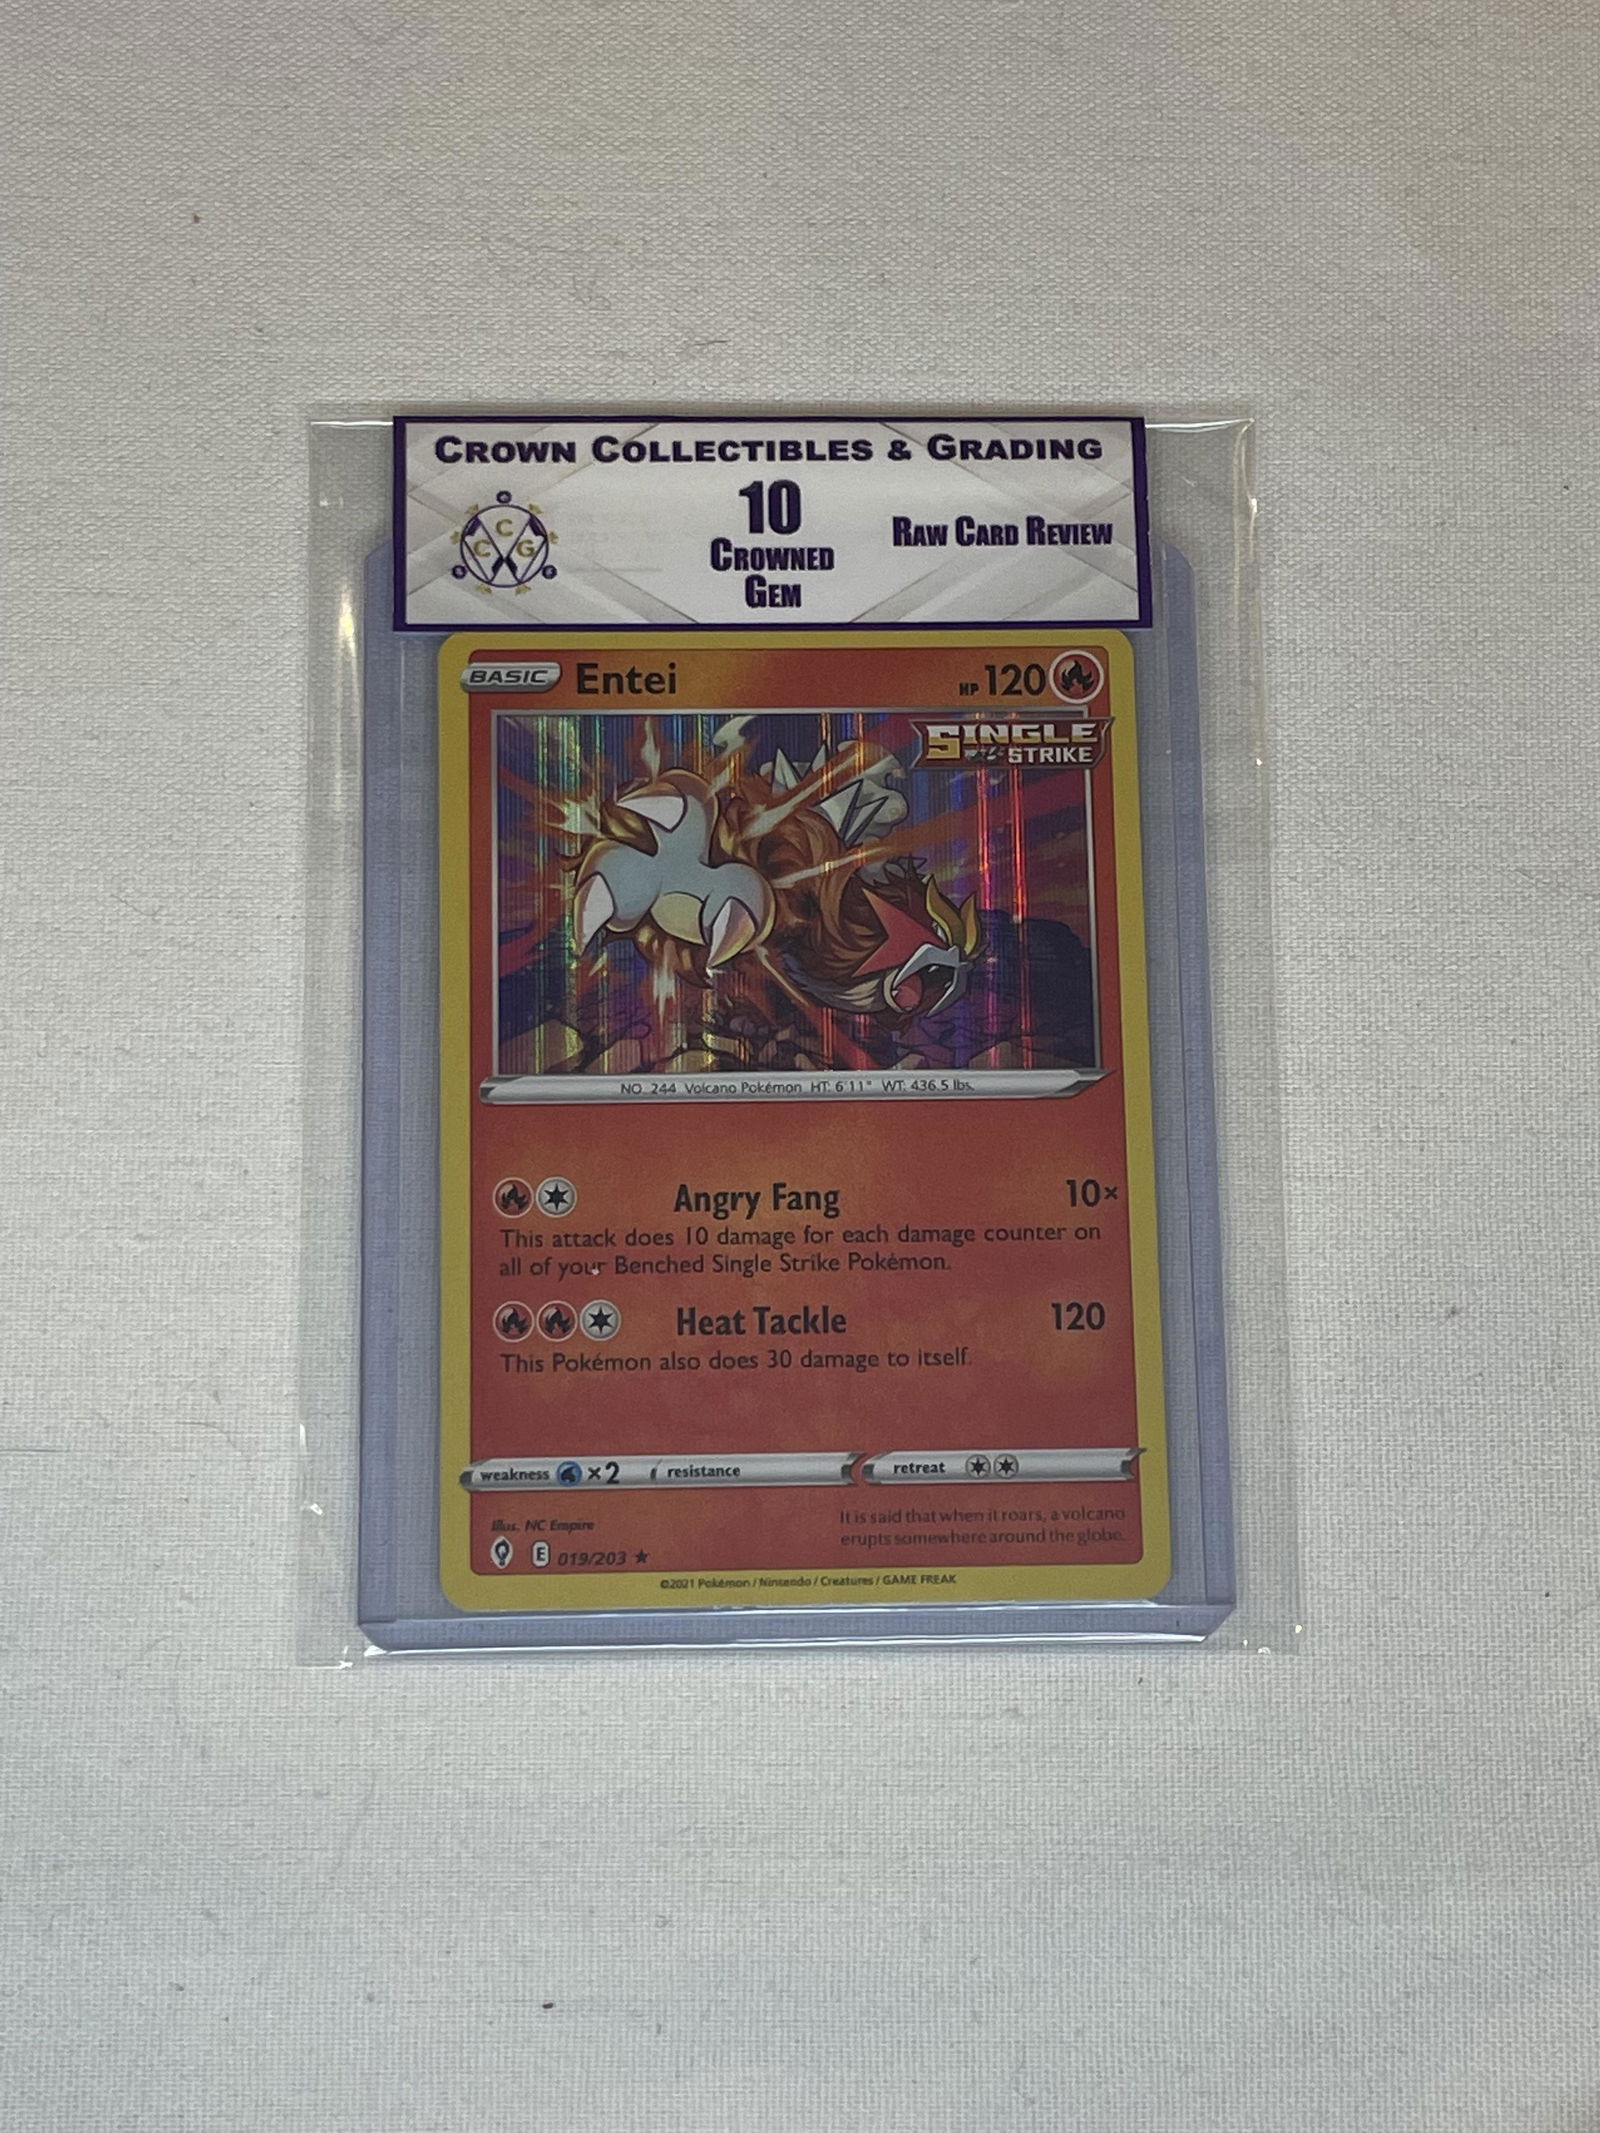 CROWN COLLECTIBLES & GRADING
C
C G
10
CROWNED
GEM
RAW CARD REVIEW
BASIC Entei HP 120
SINGLE
STRIKE
NO. 244 Volcano Pokémon HT: 6'11" WT: 436.5 lbs.
Angry Fang 10×
This attack does 10 damage for each damage counter on
all of your Benched Single Strike Pokémon.
Heat Tackle 120
This Pokémon also does 30 damage to itself.
weakness ×2 resistance retreat
Illus. NC Empire
E 019/203 ★
It is said that when it roars, a volcano
erupts somewhere around the globe.
©2021 Pokémon / Nintendo / Creatures / GAME FREAK